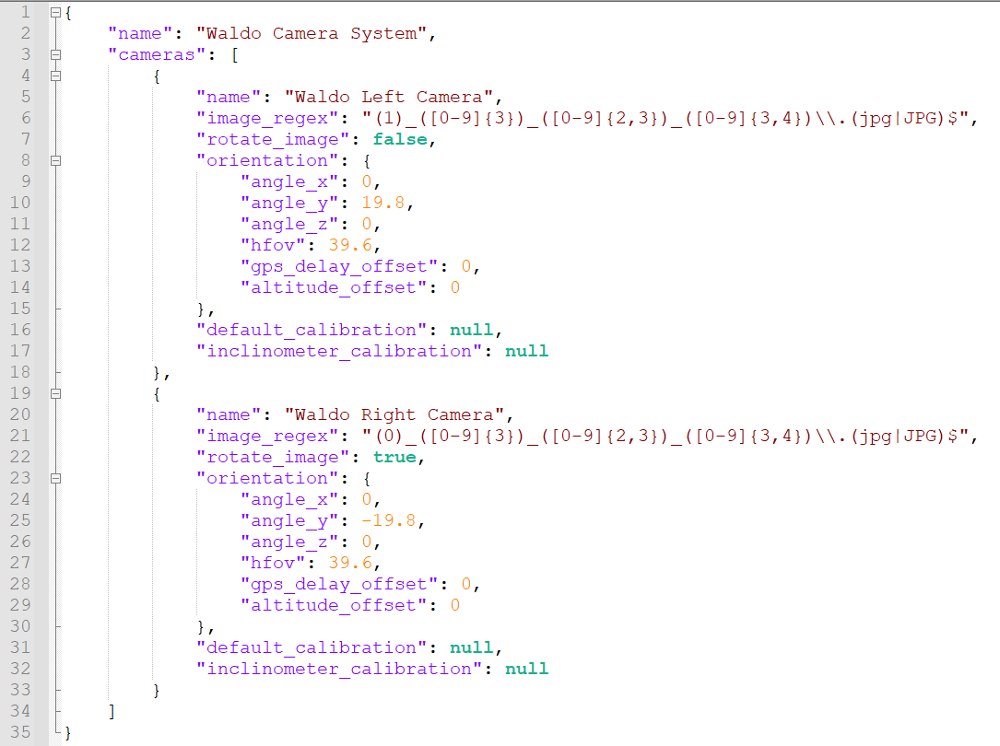 1 {
2 "name": "Waldo Camera System",
3 "cameras": [
4 {
5 "name": "Waldo Left Camera",
6 "image_regex": "(1)_([0-9]{3})_([0-9]{2,3})_([0-9]{3,4})\\.(jpg|JPG)$",
7 "rotate_image": false,
8 "orientation": {
9 "angle_x": 0,
10 "angle_y": 19.8,
11 "angle_z": 0,
12 "hfov": 39.6,
13 "gps_delay_offset": 0,
14 "altitude_offset": 0
15 },
16 "default_calibration": null,
17 "inclinometer_calibration": null
18 },
19 {
20 "name": "Waldo Right Camera",
21 "image_regex": "(0)_([0-9]{3})_([0-9]{2,3})_([0-9]{3,4})\\.(jpg|JPG)$",
22 "rotate_image": true,
23 "orientation": {
24 "angle_x": 0,
25 "angle_y": -19.8,
26 "angle_z": 0,
27 "hfov": 39.6,
28 "gps_delay_offset": 0,
29 "altitude_offset": 0
30 },
31 "default_calibration": null,
32 "inclinometer_calibration": null
33 }
34 ]
35 }